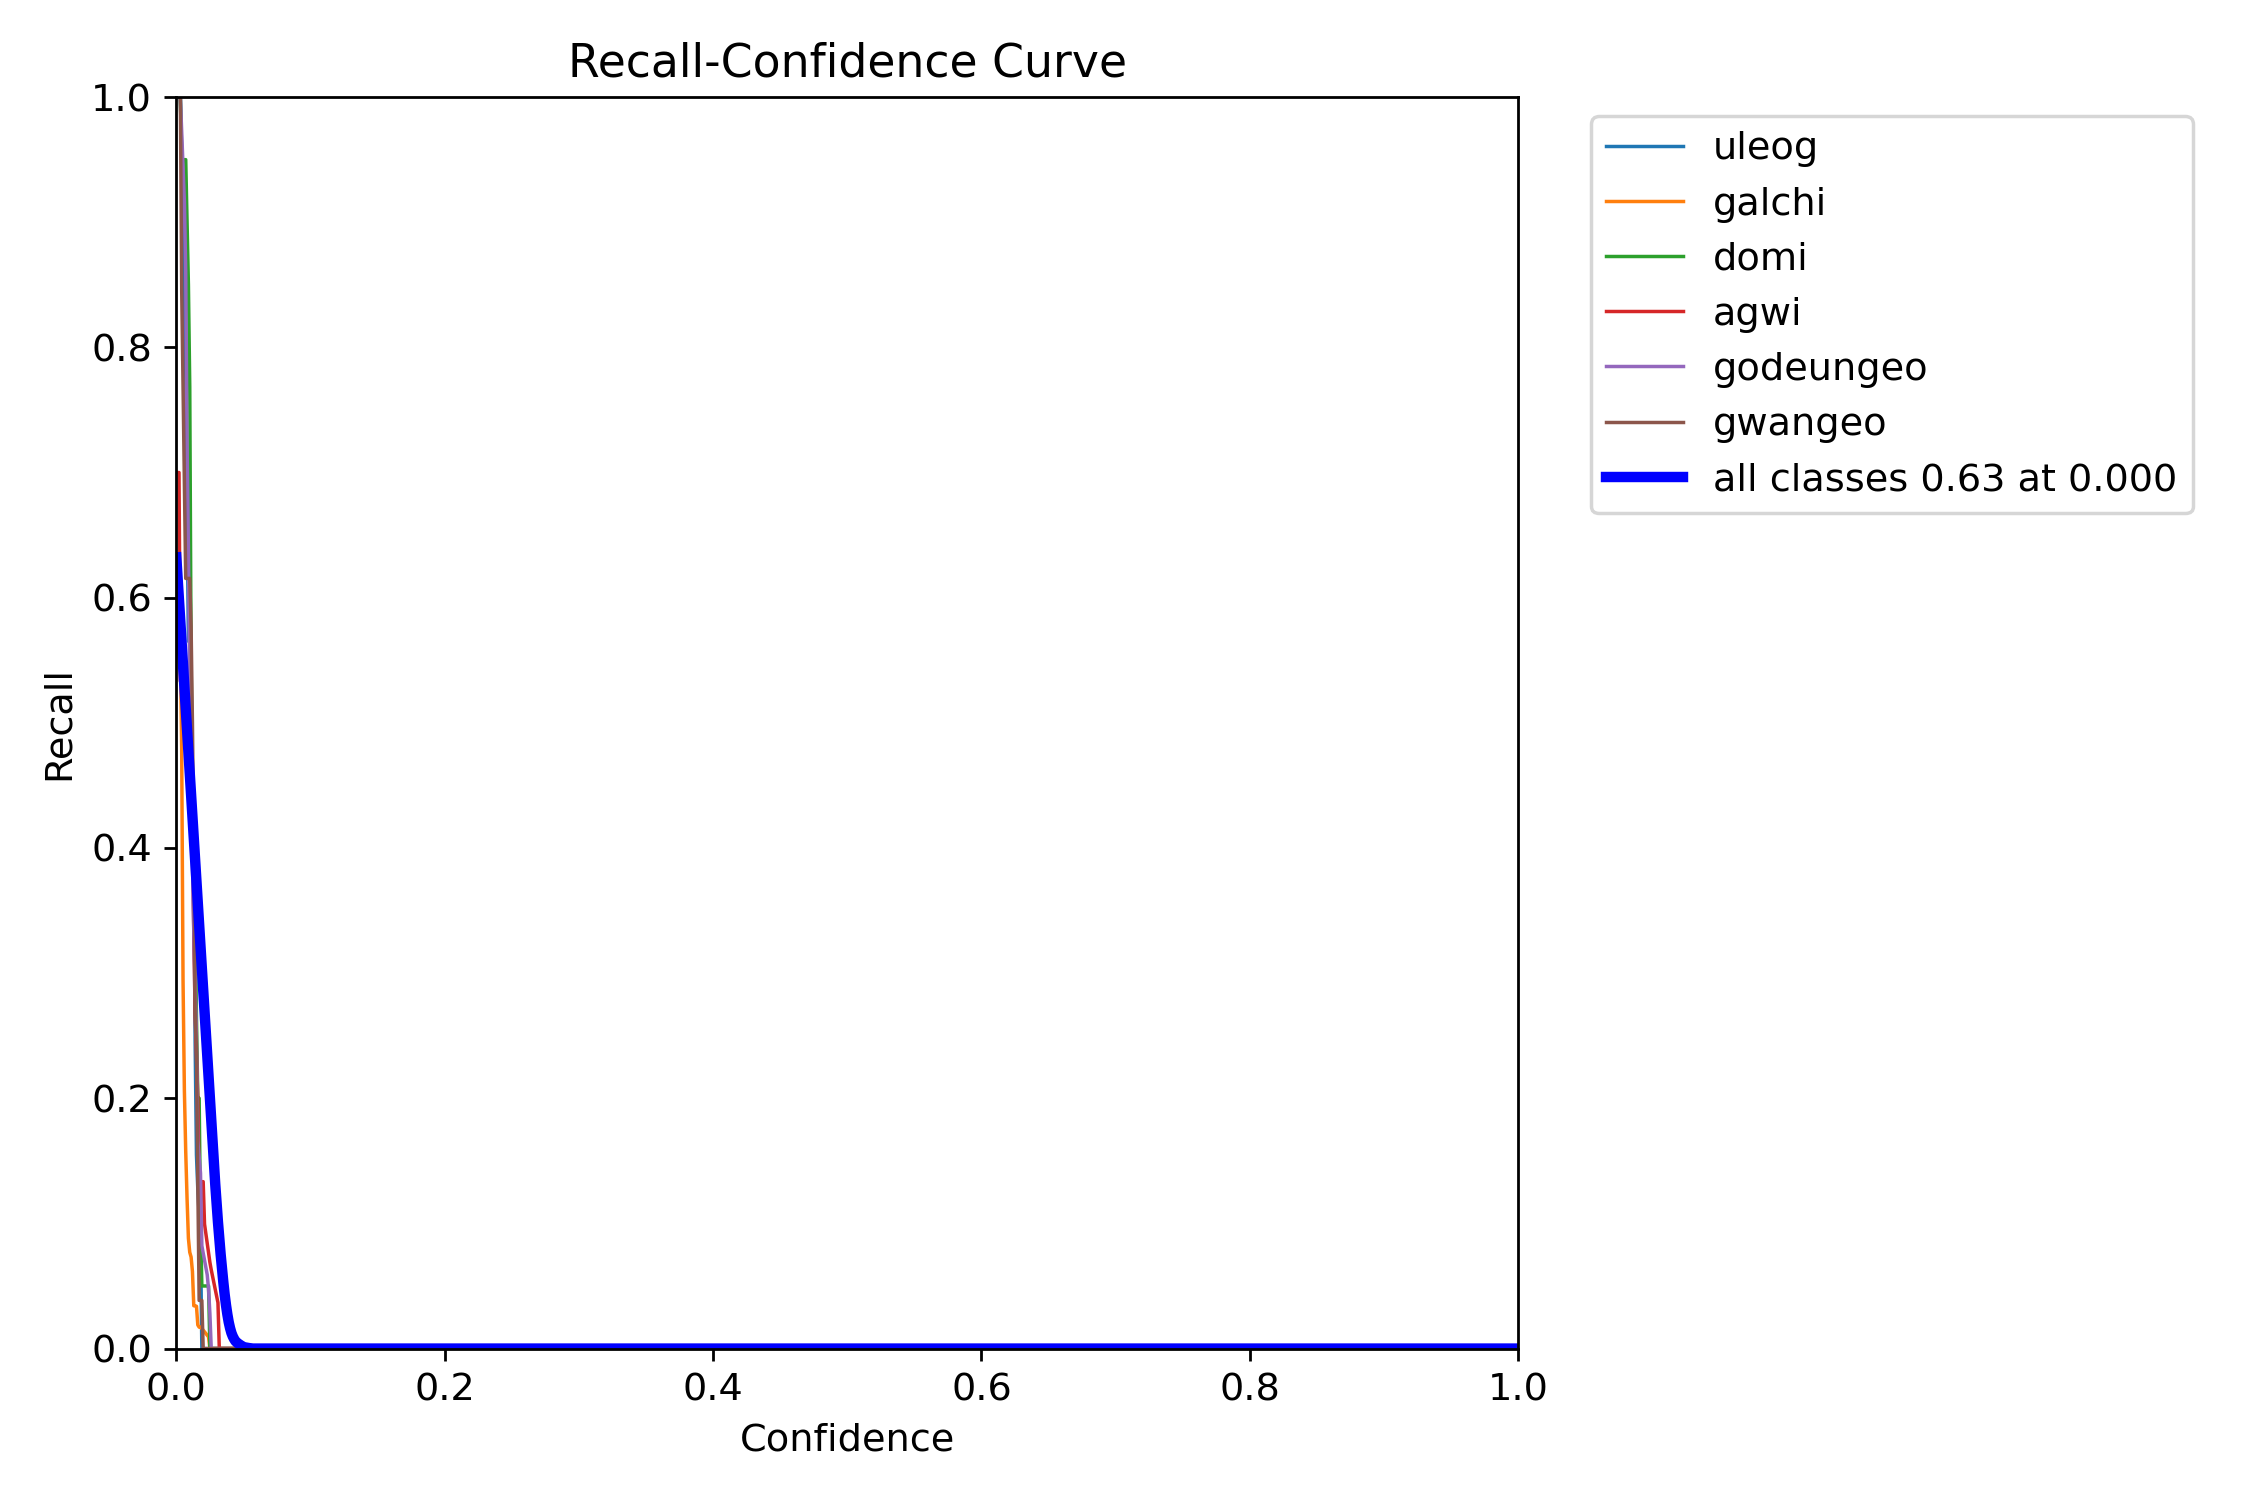 Recall-Confidence Curve
1.0
0.8
0.6
0.4
0.2
0.0
Recall
0.0 0.2 0.4 0.6 0.8 1.0
Confidence
uleog
galchi
domi
agwi
godeungeo
gwangeo
all classes 0.63 at 0.000